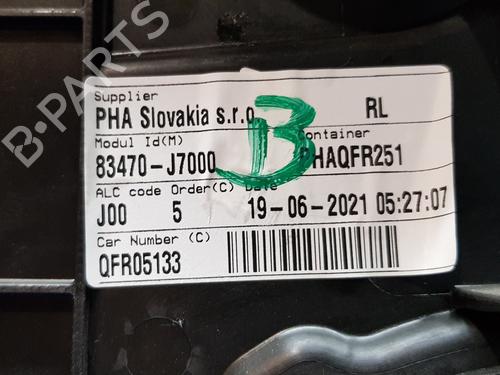 B-PARTS
Supplier
PHA Slovakia s.r.o. RL
Modul Id(M) Container
83470-J7000 PHAQFR251
B
ALC code Order(C) Date
J00 5 19-06-2021 05:27:07
Car Number (C)
QFR05133